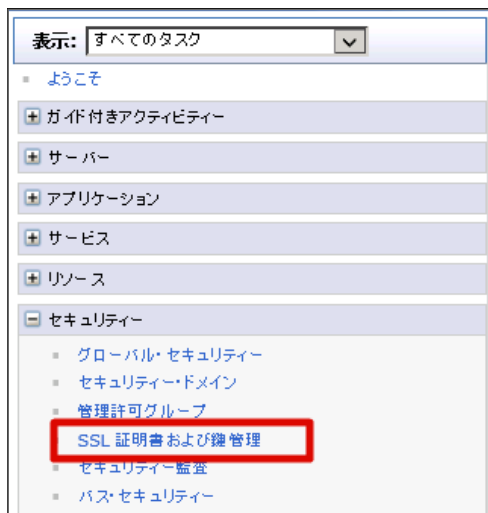 表示: すべてのタスク
ようこそ
ガイド付きアクティビティー
サーバー
アプリケーション
サービス
リソース
セキュリティー
グローバル・セキュリティー
セキュリティー・ドメイン
管理許可グループ
SSL 証明書および鍵管理
セキュリティー監査
バス・セキュリティー